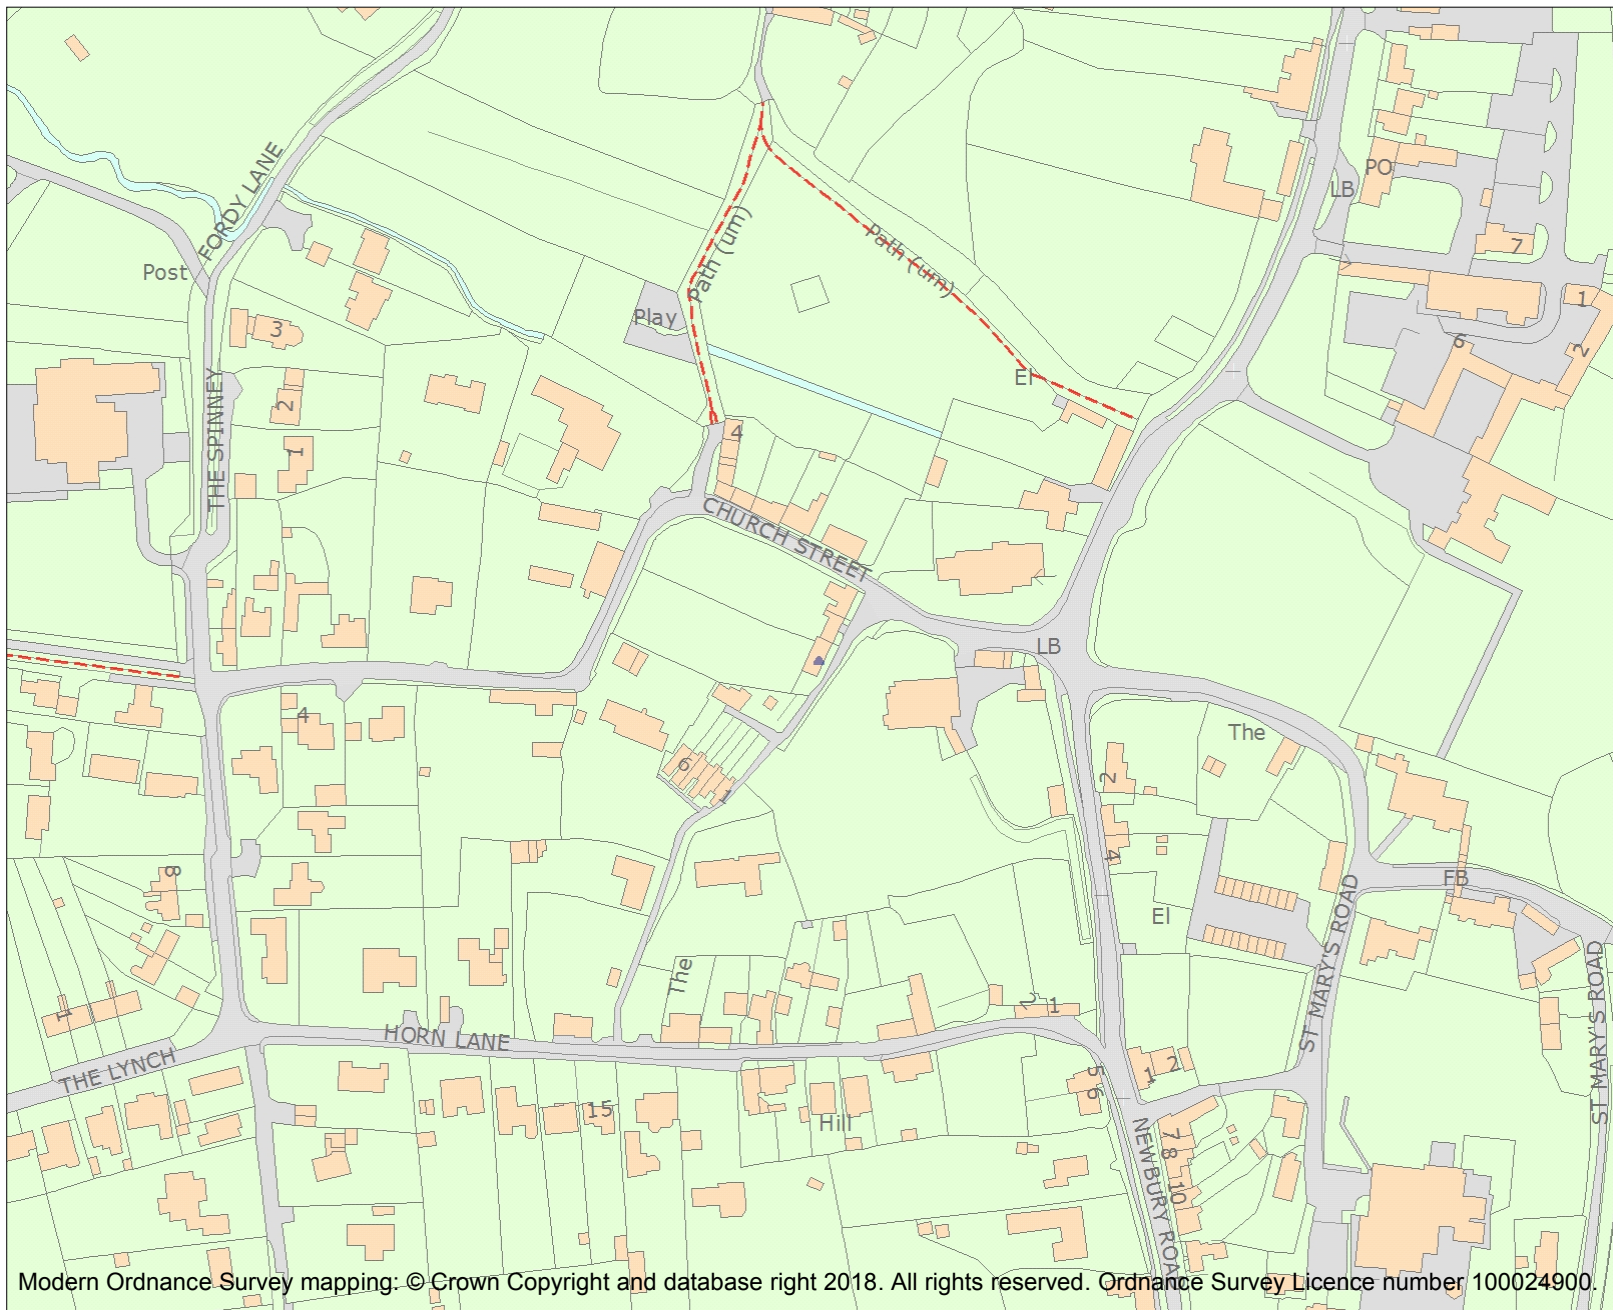 PO
LB
FORDY LANE
Path (um)
Path (um)
7
Post
1
Play
3
6
2
El
THE SPINNEY
2
4
1
CHURCH STREET
LB
4
The
6
2
1
4
8
FB
El
ST MARY'S ROAD
The
ST MARY'S ROAD
1
2
1
HORN LANE
THE LYNCH
2
1
5 6
15
Hill
7 8
10
NEWBURY ROA
Modern Ordnance Survey mapping: © Crown Copyright and database right 2018. All rights reserved. Ordnance Survey Licence number 100024900.